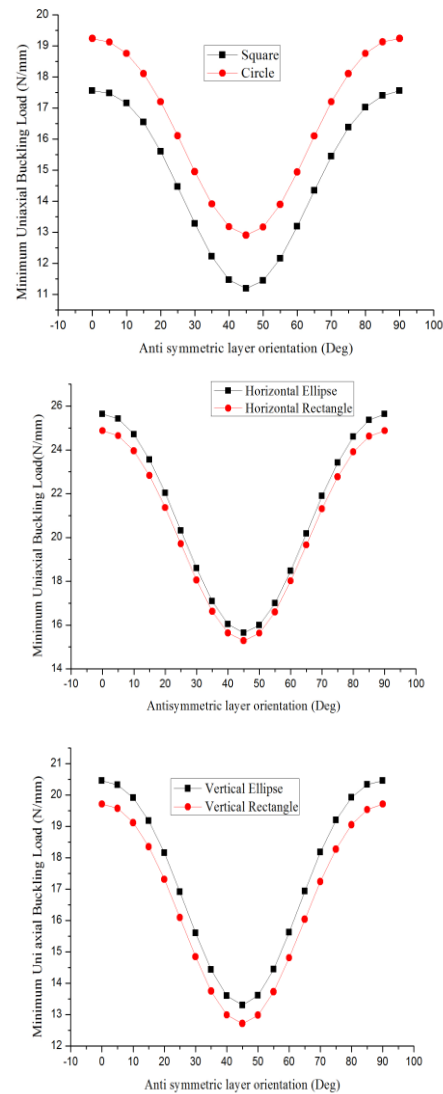 20
19
18
17
16
15
14
13
12
11
Minimum Uniaxial Buckling Load (N/mm)
Square
Circle
-10 0 10 20 30 40 50 60 70 80 90 100
Anti symmetric layer orientation (Deg)
26
24
22
20
18
16
14
Minimum Uniaxial Buckling Load(N/mm)
Horizontal Ellipse
Horizontal Rectangle
-10 0 10 20 30 40 50 60 70 80 90 100
Antisymmetric layer orientation (Deg)
21
20
19
18
17
16
15
14
13
12
Minimum Uni axial Buckling Load (N/mm)
Vertical Ellipse
Vertical Rectangle
-10 0 10 20 30 40 50 60 70 80 90 100
Anti symmetric layer orientation (Deg)